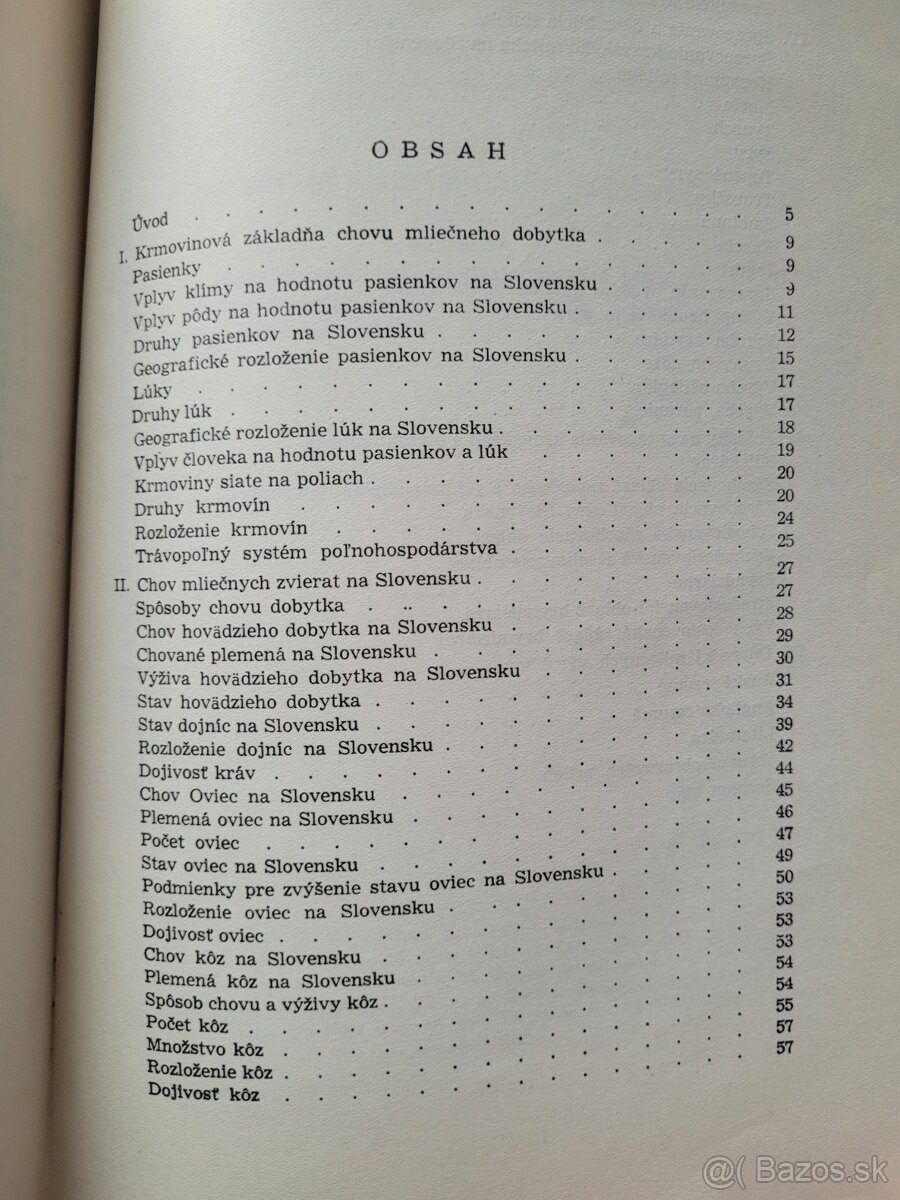 OBSAH
Úvod . . . . . . . . . . 5
I. Krmovinová základňa chovu mliečneho dobytka . . . . 9
Pasienky . . . . . . . . . . 9
Vplyv klímy na hodnotu pasienkov na Slovensku . . . . 9
Vplyv pôdy na hodnotu pasienkov na Slovensku . . . . 11
Druhy pasienkov na Slovensku . . . . . . 12
Geografické rozloženie pasienkov na Slovensku . . . . 15
Lúky . . . . . . . . . . 17
Druhy lúk . . . . . . . . . . 17
Geografické rozloženie lúk na Slovensku . . . . . 18
Vplyv človeka na hodnotu pasienkov a lúk . . . . . 19
Krmoviny siate na poliach . . . . . . . 20
Druhy krmovín . . . . . . . . . 20
Rozloženie krmovín . . . . . . . . 24
Trávopoľný systém poľnohospodárstva . . . . . 25
II. Chov mliečnych zvierat na Slovensku . . . . . 27
Spôsoby chovu dobytka . . . . . . . 27
Chov hovädzieho dobytka na Slovensku . . . . . 28
Chované plemená na Slovensku . . . . . . 29
Výživa hovädzieho dobytka na Slovensku . . . . . 30
Stav hovädzieho dobytka . . . . . . . 31
Stav dojníc na Slovensku . . . . . . . 34
Rozloženie dojníc na Slovensku . . . . . . 39
Dojivosť kráv . . . . . . . . . 42
Chov Oviec na Slovensku . . . . . . . 44
Plemená oviec na Slovensku . . . . . . 45
Počet oviec . . . . . . . . . 46
Stav oviec na Slovensku . . . . . . . 47
Podmienky pre zvýšenie stavu oviec na Slovensku . . . . 49
Rozloženie oviec na Slovensku . . . . . . 50
Dojivosť oviec . . . . . . . . . 53
Chov kôz na Slovensku . . . . . . . 53
Plemená kôz na Slovensku . . . . . . 53
Spôsob chovu a výživy kôz . . . . . . . 54
Počet kôz . . . . . . . . . 54
Množstvo kôz . . . . . . . . . 55
Rozloženie kôz . . . . . . . . . 57
Dojivosť kôz . . . . . . . . . 57
@( Bazos.sk